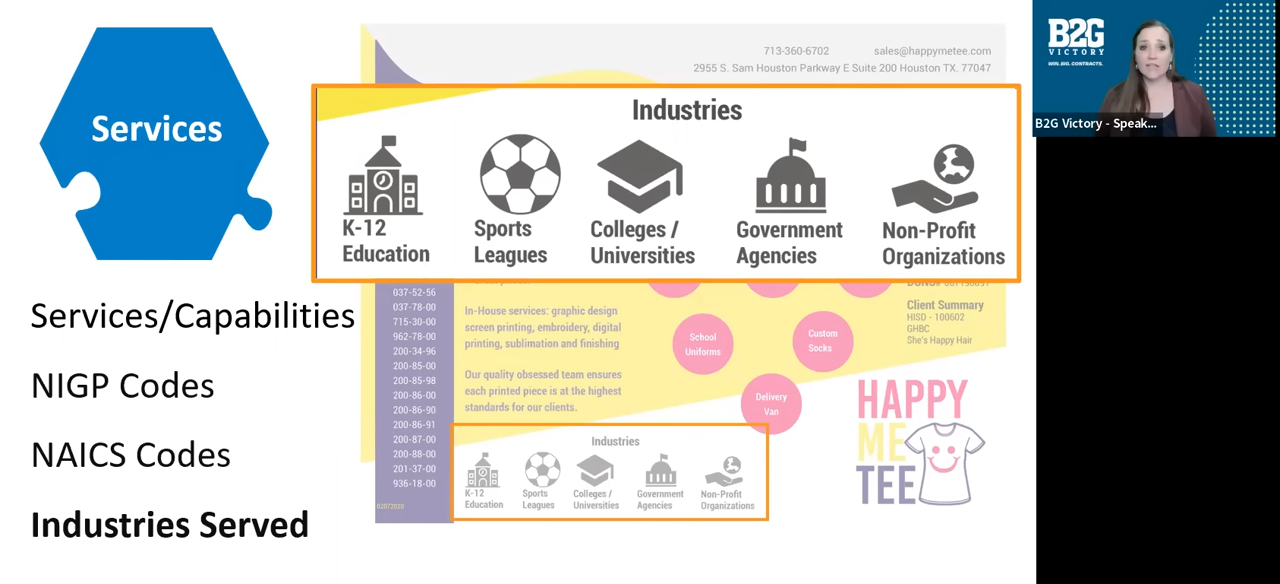 Services
Services/Capabilities
NIGP Codes
NAICS Codes
Industries Served
713-360-6702 sales@happymetee.com
2955 S. Sam Houston Parkway E Suite 200 Houston TX. 77047
Industries
K-12
Education
Sports
Leagues
Colleges /
Universities
Government
Agencies
Non-Profit
Organizations
037-52-56
037-78-00
715-30-00
962-78-00
200-34-96
200-85-00
200-85-98
200-86-00
200-86-90
200-86-91
200-87-00
200-88-00
201-37-00
936-18-00
02072020
In-House services: graphic design
screen printing, embroidery, digital
printing, sublimation and finishing
Our quality obsessed team ensures
each printed piece is at the highest
standards for our clients.
School
Uniforms
Custom
Socks
Delivery
Van
Client Summary
HISD - 100602
GHBC
She's Happy Hair
Industries
K-12
Education
Sports
Leagues
Colleges /
Universities
Government
Agencies
Non-Profit
Organizations
HAPPY
ME
TEE
B2G
VICTORY
WIN. BIG. CONTRACTS.
B2G Victory - Speak...